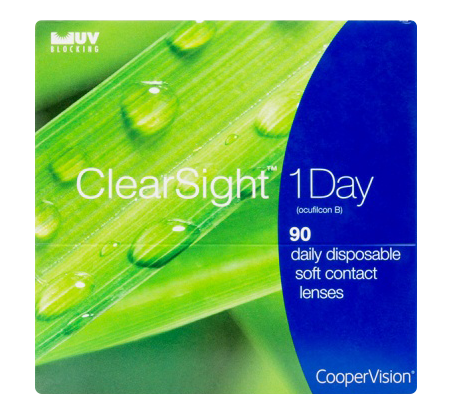 UV
BLOCKING
ClearSight™ 1Day
(ocufilcon B)
90
daily disposable
soft contact
lenses
CooperVision®